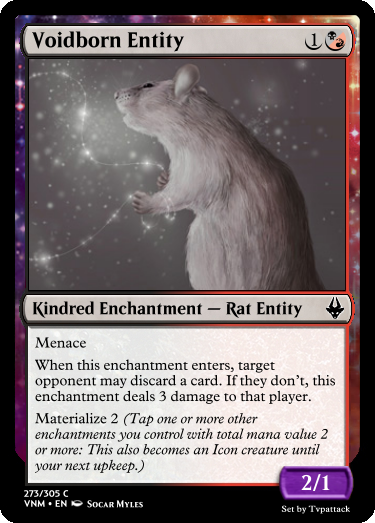 Voidborn Entity 1
Kindred Enchantment — Rat Entity
Menace
When this enchantment enters, target
opponent may discard a card. If they don't, this
enchantment deals 3 damage to that player.
Materialize 2 (Tap one or more other
enchantments you control with total mana value 2
or more: This also becomes an Icon creature until
your next upkeep.)
2/1
273/305 C
VNM • EN Socar Myles
Set by Tvpattack